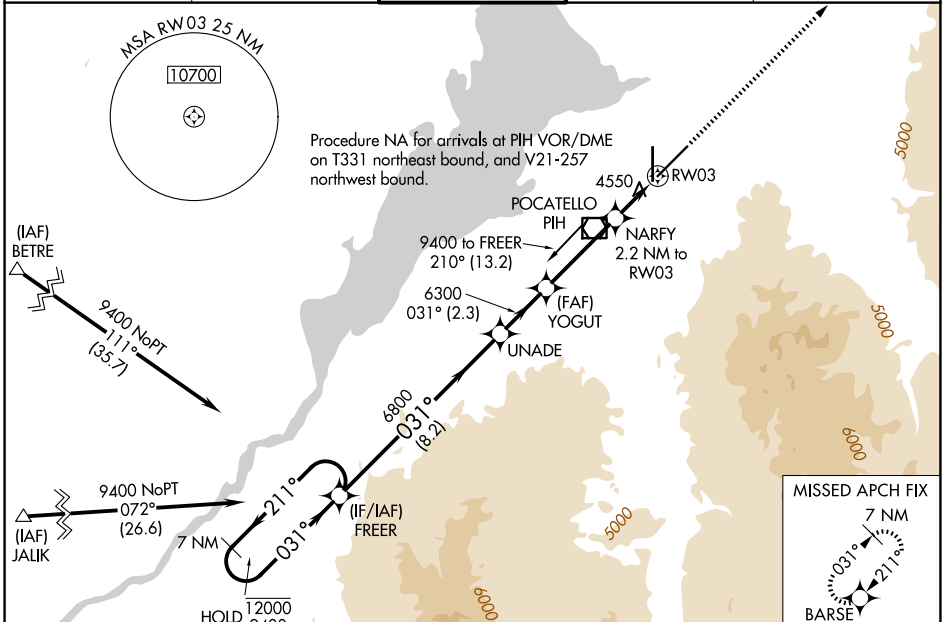 MSA RW03 25 NM
10700
Procedure NA for arrivals at PIH VOR/DME
on T331 northeast bound, and V21-257
northwest bound.
5000
4550
RW03
POCATELLO
PIH
NARFY
2.2 NM to
RW03
9400 to FREER
210° (13.2)
(IAF)
BETRE
6300
031° (2.3)
(FAF)
YOGUT
9400 NoPT
111°
(35.7)
UNADE
5000
6800
031°
(8.2)
6000
9400 NoPT
072°
(26.6)
(IAF)
JALIK
211°
031°
7 NM
(IF/IAF)
FREER
5000
6000
HOLD
12000
MISSED APCH FIX
7 NM
031°
211°
BARSE